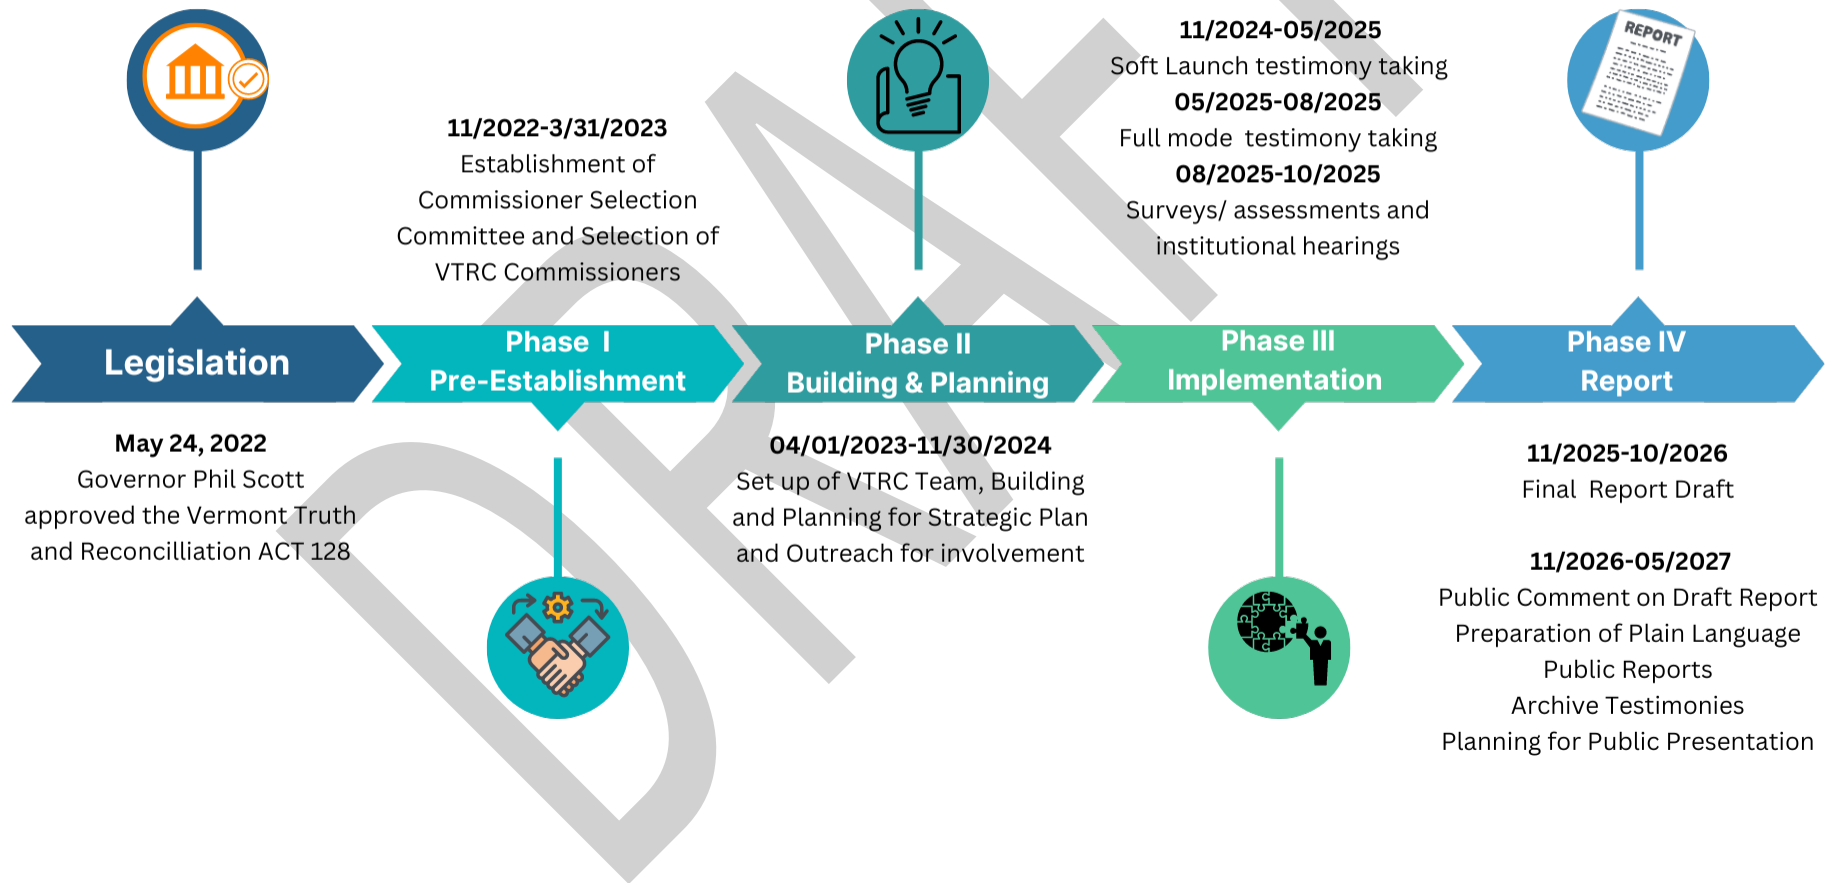 Legislation
May 24, 2022
Governor Phil Scott
approved the Vermont Truth
and Reconcilliation ACT 128
11/2022-3/31/2023
Establishment of
Commissioner Selection
Committee and Selection of
VTRC Commissioners
Phase I
Pre-Establishment
Phase II
Building & Planning
04/01/2023-11/30/2024
Set up of VTRC Team, Building
and Planning for Strategic Plan
and Outreach for involvement
11/2024-05/2025
Soft Launch testimony taking
05/2025-08/2025
Full mode testimony taking
08/2025-10/2025
Surveys/ assessments and
institutional hearings
Phase III
Implementation
REPORT
Phase IV
Report
11/2025-10/2026
Final Report Draft
11/2026-05/2027
Public Comment on Draft Report
Preparation of Plain Language
Public Reports
Archive Testimonies
Planning for Public Presentation
DRAF